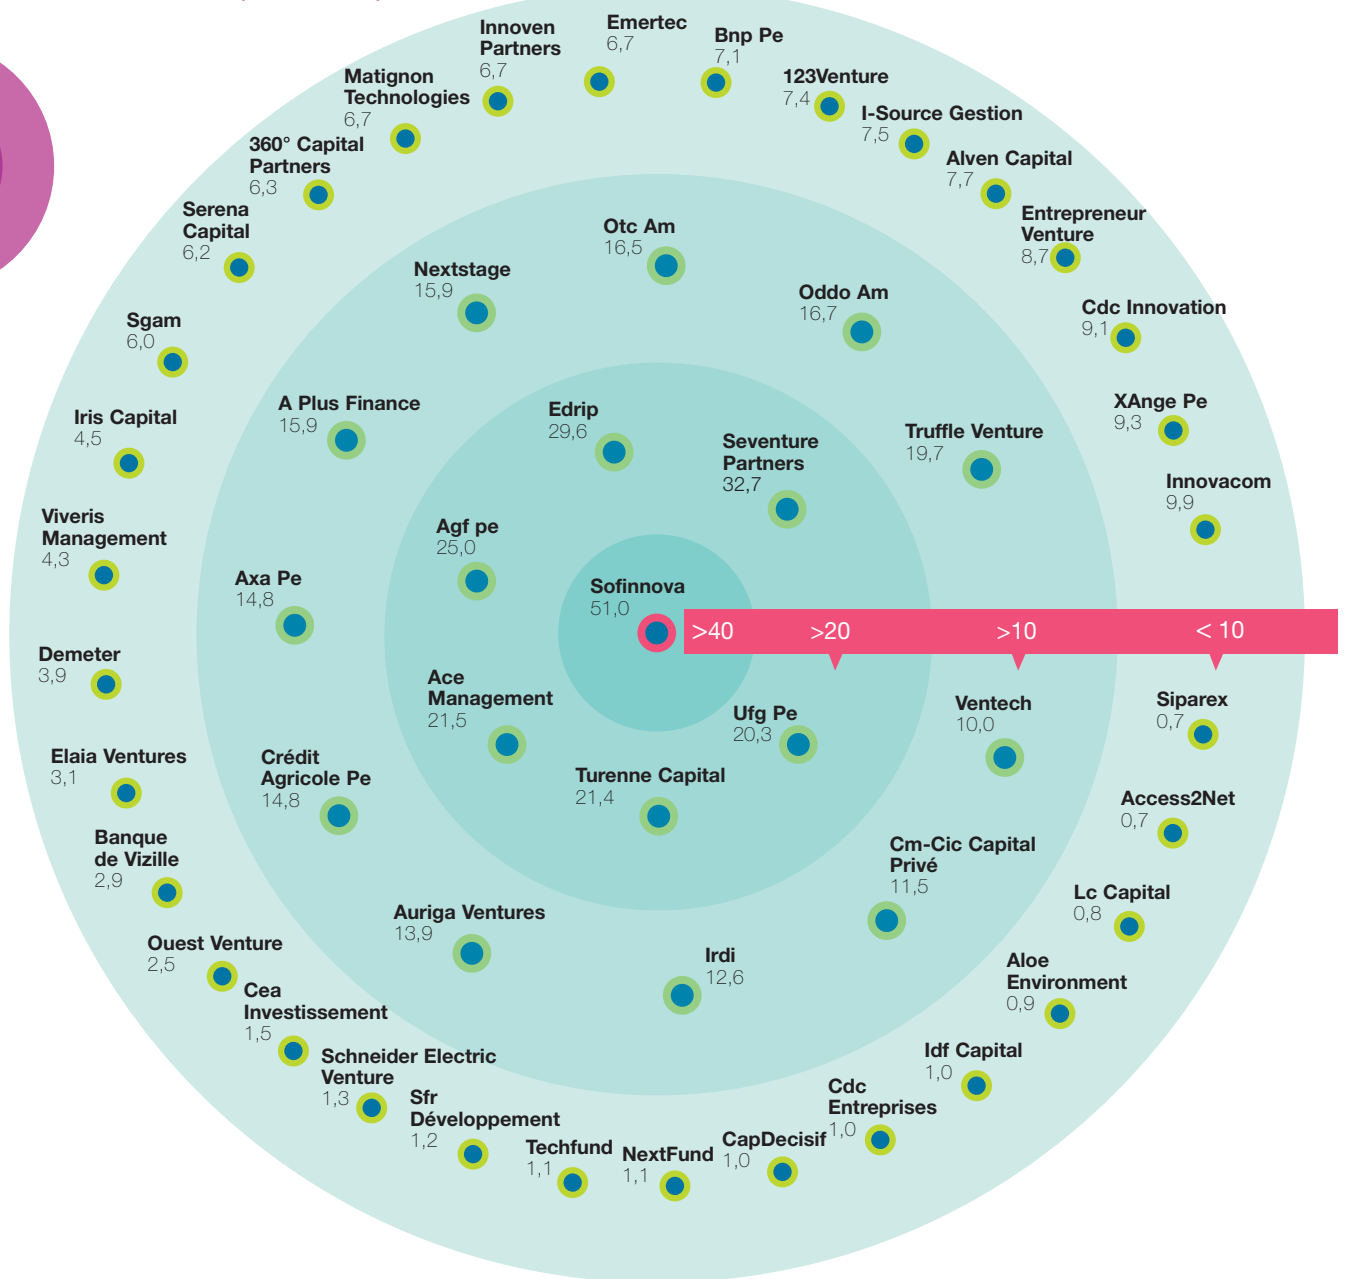 Innoven
Partners
6,7
Emertec
6,7
Bnp Pe
7,1
123Venture
7,4
I-Source Gestion
7,5
Alven Capital
7,7
Entrepreneur
Venture
8,7
Cdc Innovation
9,1
XAnge Pe
9,3
Innovacom
9,9
Matignon
Technologies
6,7
360° Capital
Partners
6,3
Serena
Capital
6,2
Sgam
6,0
Iris Capital
4,5
Viveris
Management
4,3
Demeter
3,9
Elaia Ventures
3,1
Banque
de Vizille
2,9
Ouest Venture
2,5
Cea
Investissement
1,5
Schneider Electric
Venture
1,3
Sfr
Développement
1,2
Techfund
1,1
NextFund
1,1
CapDecisif
1,0
Cdc
Entreprises
1,0
Idf Capital
1,0
Aloe
Environment
0,9
Lc Capital
0,8
Access2Net
0,7
Siparex
0,7
Otc Am
16,5
Nextstage
15,9
Oddo Am
16,7
A Plus Finance
15,9
Truffle Venture
19,7
Axa Pe
14,8
Crédit
Agricole Pe
14,8
Auriga Ventures
13,9
Irdi
12,6
Cm-Cic Capital
Privé
11,5
Ventech
10,0
Edrip
29,6
Seventure
Partners
32,7
Agf pe
25,0
Ace
Management
21,5
Turenne Capital
21,4
Ufg Pe
20,3
Sofinnova
51,0
>40 >20 >10 < 10